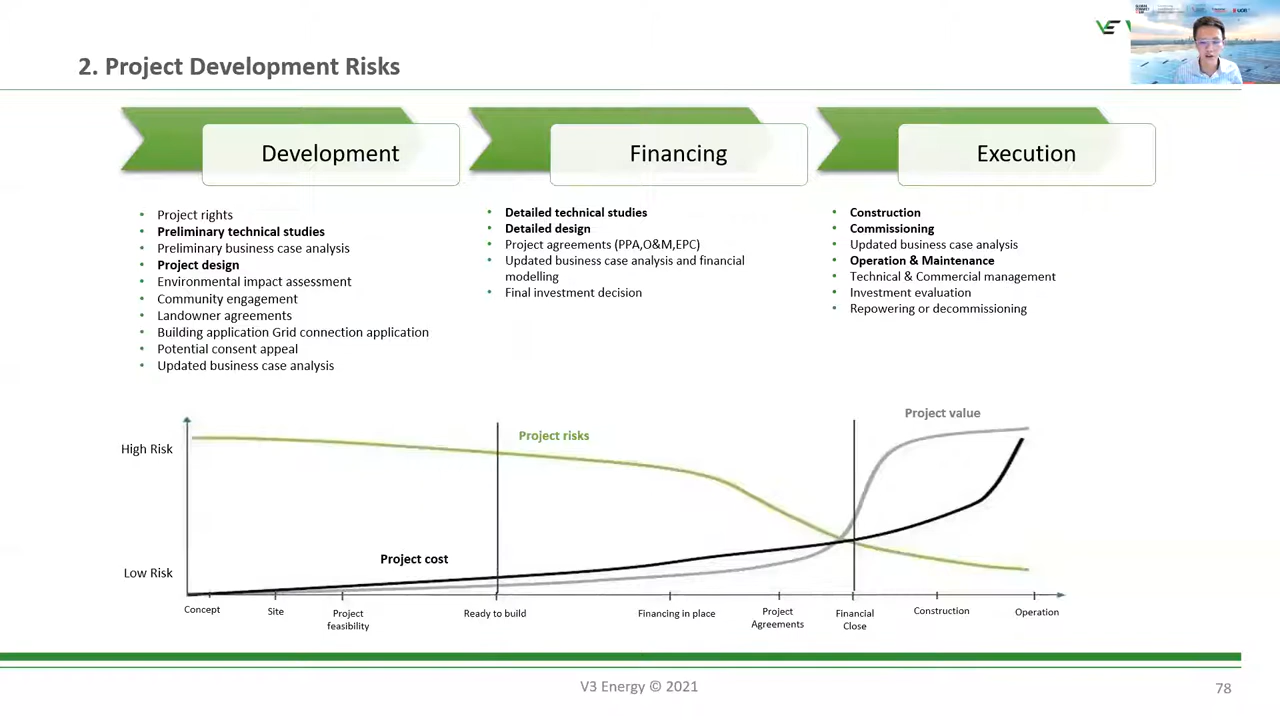 2. Project Development Risks
Development
Financing
Execution
• Project rights
• Preliminary technical studies
• Preliminary business case analysis
• Project design
• Environmental impact assessment
• Community engagement
• Landowner agreements
• Building application Grid connection application
• Potential consent appeal
• Updated business case analysis
• Detailed technical studies
• Detailed design
• Project agreements (PPA,O&M,EPC)
• Updated business case analysis and financial
modelling
• Final investment decision
• Construction
• Commissioning
• Updated business case analysis
• Operation & Maintenance
• Technical & Commercial management
• Investment evaluation
• Repowering or decommissioning
Project value
Project risks
High Risk
Project cost
Low Risk
Concept
Site
Project
feasibility
Ready to build
Financing in place
Project
Agreements
Financial
Close
Construction
Operation
V3 Energy © 2021
78